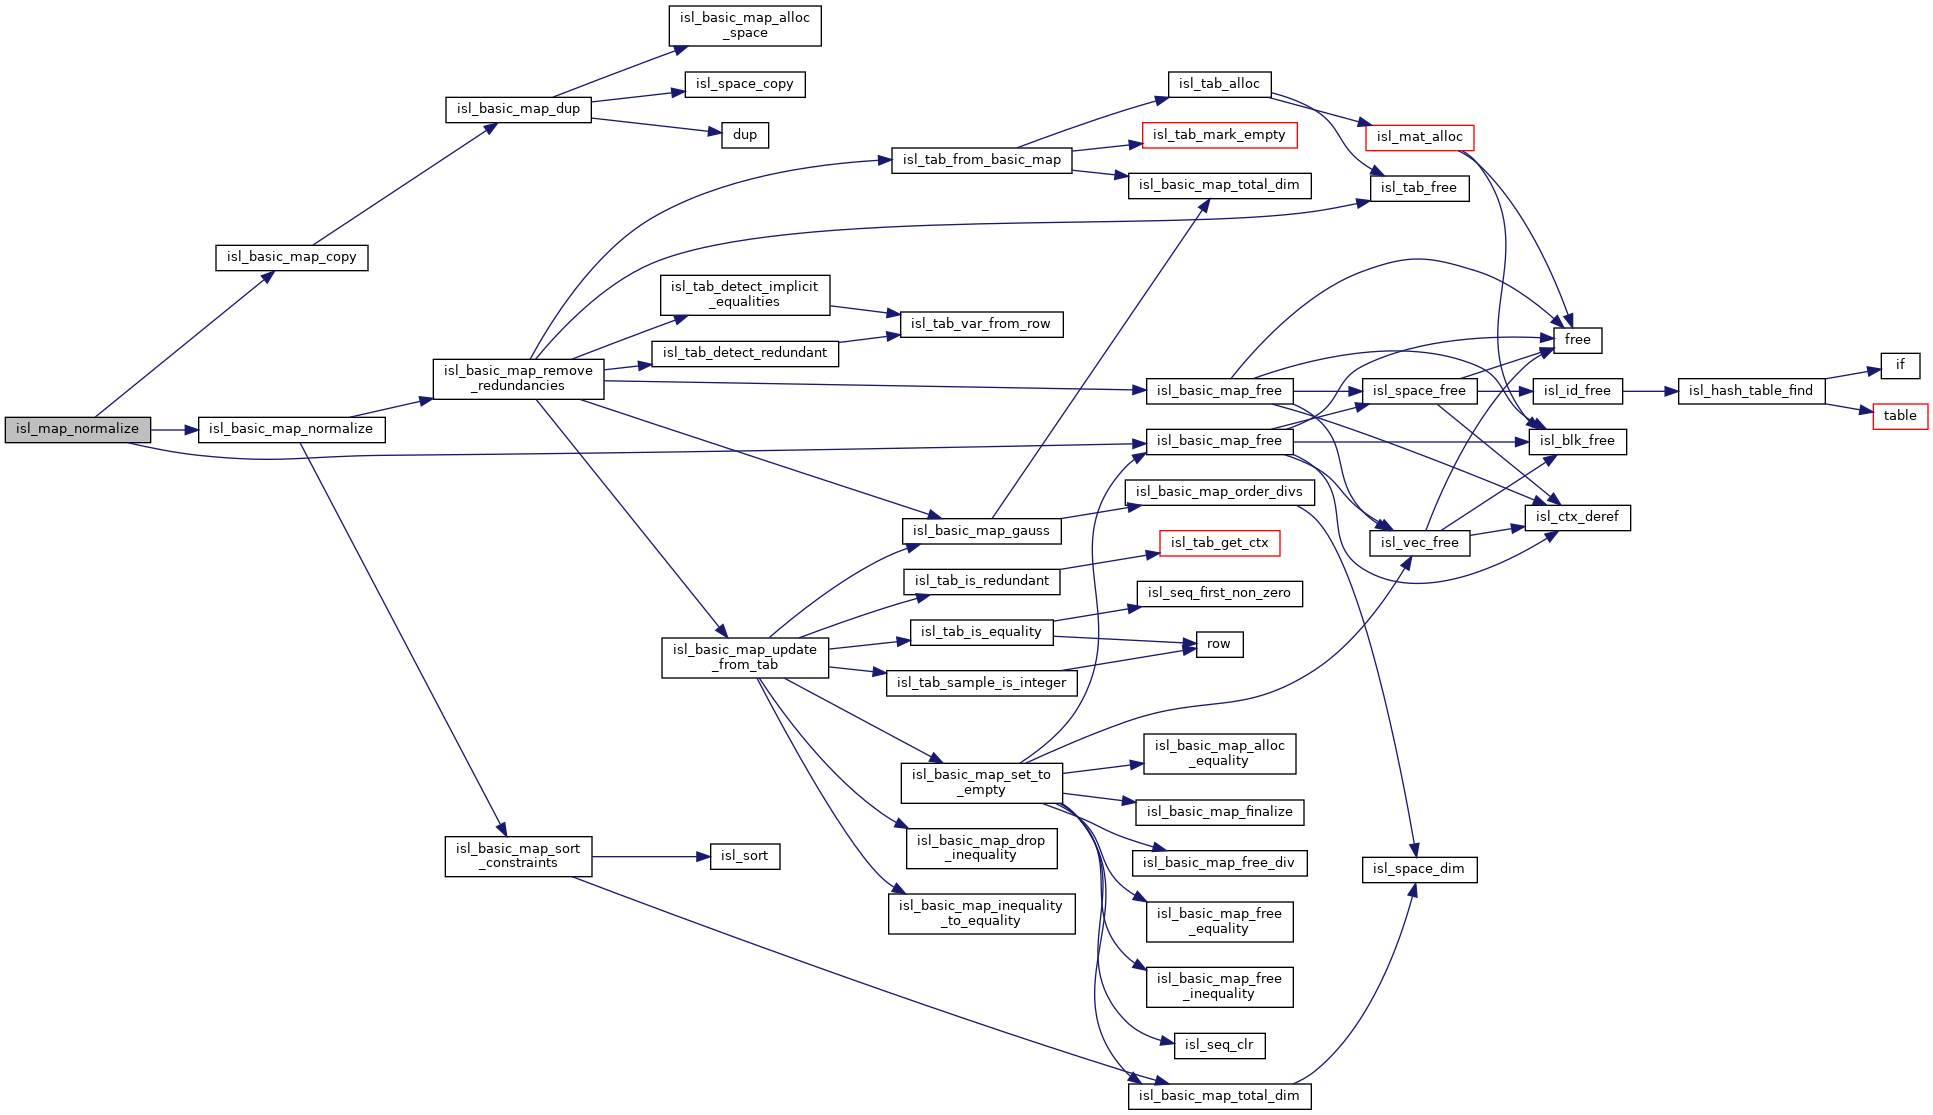 isl_map_normalize
isl_basic_map_copy
isl_basic_map_normalize
isl_basic_map_dup
isl_basic_map_remove
_redundancies
isl_basic_map_sort
_constraints
isl_basic_map_alloc
_space
isl_space_copy
dup
isl_tab_detect_implicit
_equalities
isl_tab_detect_redundant
isl_basic_map_update
_from_tab
isl_sort
isl_tab_from_basic_map
isl_tab_var_from_row
isl_basic_map_gauss
isl_tab_is_redundant
isl_tab_is_equality
isl_tab_sample_is_integer
isl_basic_map_set_to
_empty
isl_basic_map_drop
_inequality
isl_basic_map_inequality
_to_equality
isl_tab_alloc
isl_tab_mark_empty
isl_basic_map_total_dim
isl_basic_map_free
isl_basic_map_free
isl_basic_map_order_divs
isl_tab_get_ctx
isl_seq_first_non_zero
row
isl_basic_map_alloc
_equality
isl_basic_map_finalize
isl_basic_map_free_div
isl_basic_map_free
_equality
isl_basic_map_free
_inequality
isl_seq_clr
isl_basic_map_total_dim
isl_mat_alloc
isl_tab_free
isl_space_free
isl_vec_free
isl_space_dim
free
isl_id_free
isl_blk_free
isl_ctx_deref
isl_hash_table_find
if
table